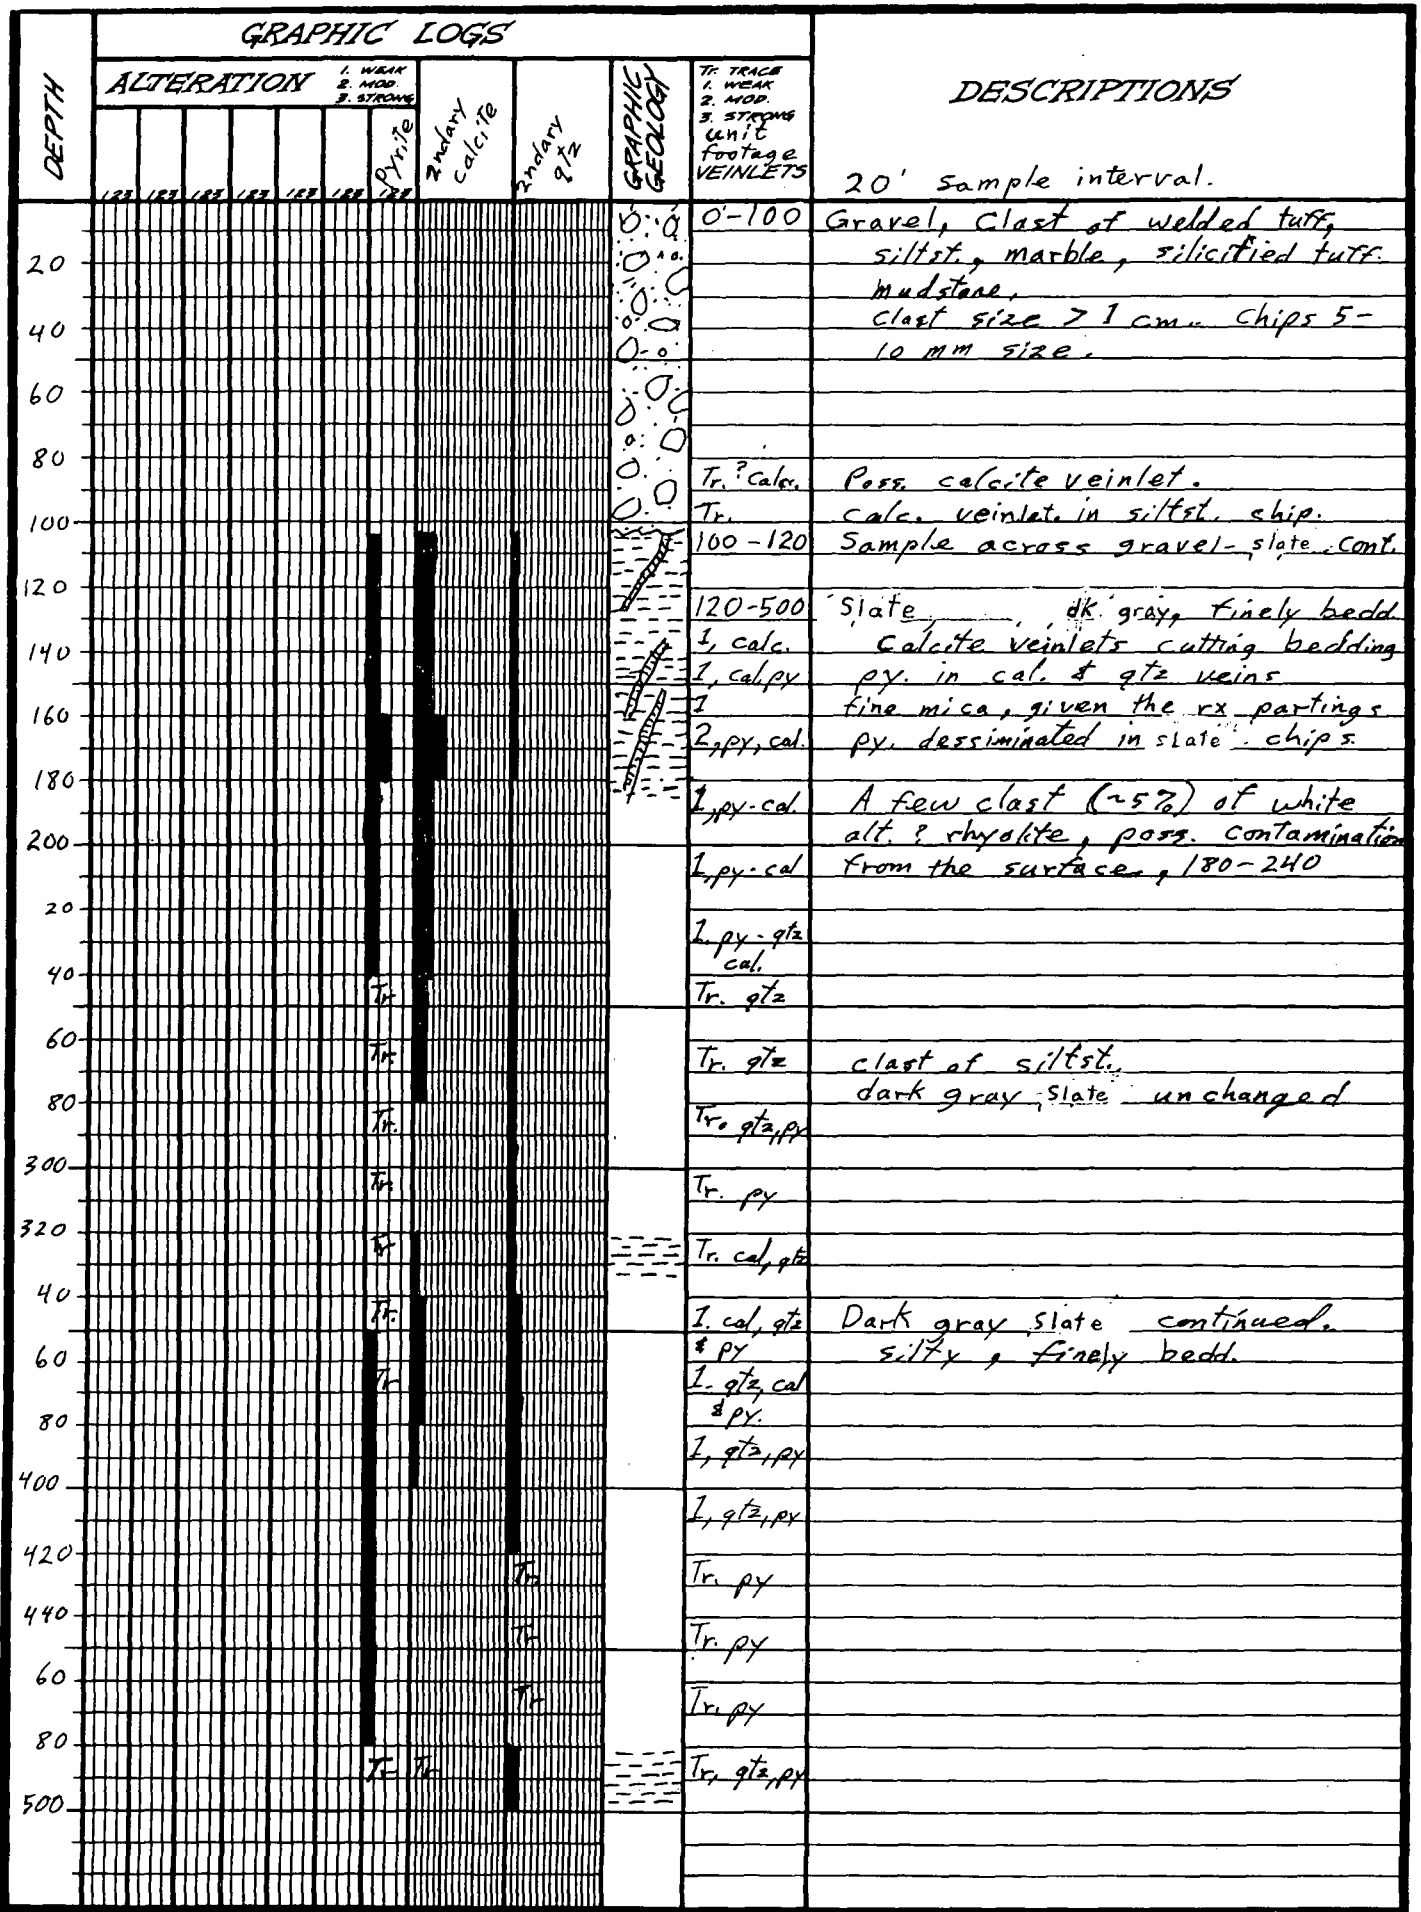 GRAPHIC LOGS
DEPTH
ALTERATION
1. WEAK
2. MOD.
3. STRONG
Pyrite
2ndary calcite
2ndary qtz
GRAPHIC GEOLOGY
Tr. TRACE
1. WEAK
2. MOD.
3. STRONG
unit
footage
VEINLETS
DESCRIPTIONS
20' sample interval.
123 123 123 123 123 123 123
0-100 Gravel, Clast of welded tuff,
20 siltst., marble, silicified tuff.
mudstone,
40 clast size > 1 cm.. Chips 5-
10 mm size.
60
80
Tr. ? calc. Poss. calcite veinlet.
100 Tr. calc. veinlet. in siltst. chip.
100-120 Sample across gravel-slate cont.
120
120-500 Slate, dk gray, finely bedd
140 1, calc. Calcite veinlets cutting bedding
1, cal, py py. in cal. & qtz veins
160 1 fine mica, given the rx partings
2, py, cal. py. dessiminated in slate chips.
180
1, py-cal. A few clast (~5%) of white
200 alt. ? rhyolite, poss. contamination
1, py-cal from the surface, 180-240
20
1. py-qtz
cal.
40
Tr Tr. qtz
60
Tr. Tr. qtz clast of siltst.
dark gray slate unchanged
80
Tr. Tr. qtz, py
300
Tr. Tr. py
320
Tr Tr. cal, qtz
40
Tr. 1. cal, qtz Dark gray slate continued.
60 & py silty, finely bedd.
Tr 1. qtz, cal
80 & py.
1, qtz, py
400
1, qtz, py
420
Tr. Tr. py
440
Tr Tr. py
60
Tr Tr. py
80
Tr Tr Tr, qtz, py
500